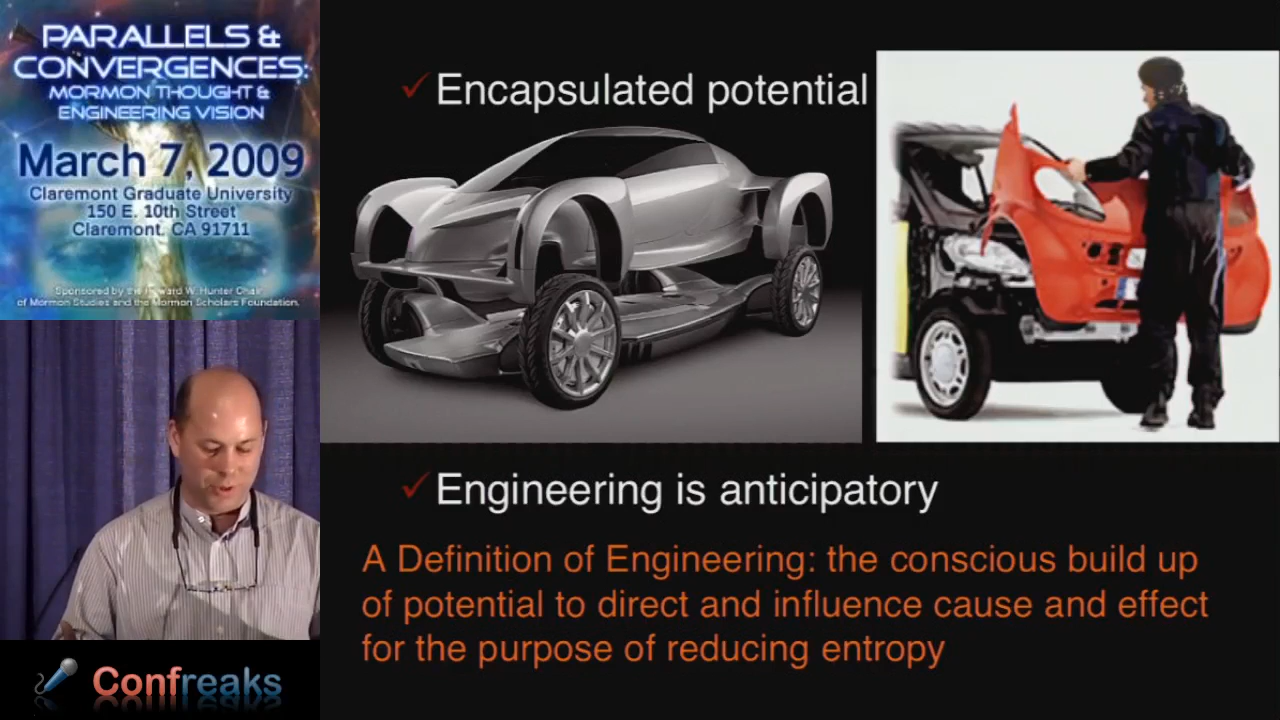 PARALLELS &
CONVERGENCES:
MORMON THOUGHT &
ENGINEERING VISION
March 7, 2009
Claremont Graduate University
150 E. 10th Street
Claremont, CA 91711
Sponsored by the Howard W. Hunter Chair
of Mormon Studies and the Mormon Scholars Foundation.
Confreaks
✓ Encapsulated potential
✓ Engineering is anticipatory
A Definition of Engineering: the conscious build up
of potential to direct and influence cause and effect
for the purpose of reducing entropy